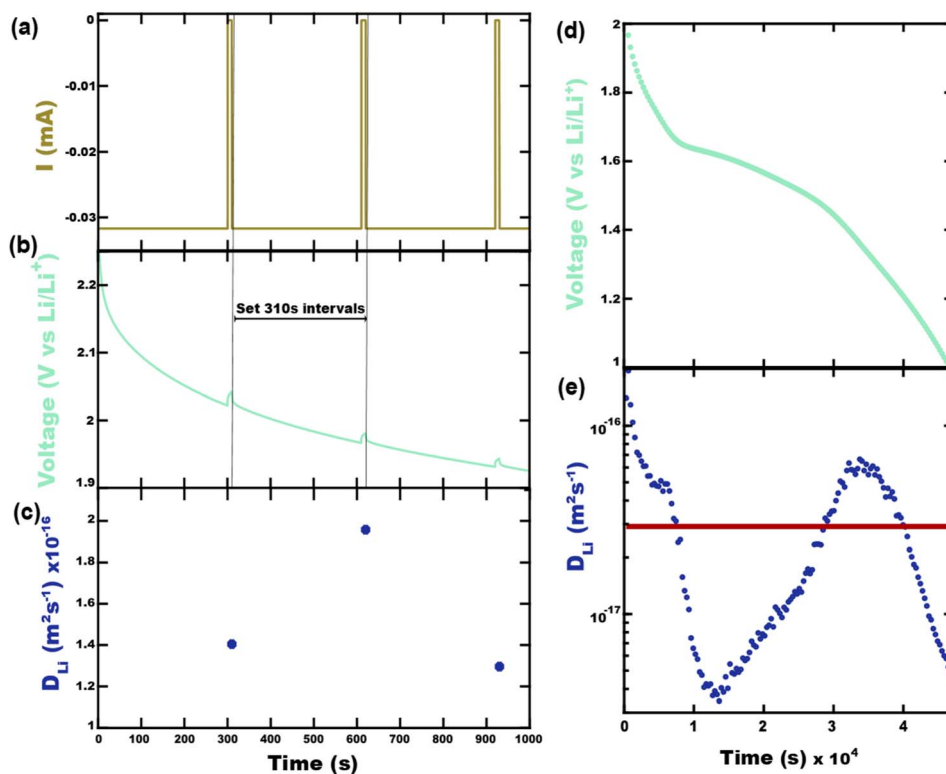 (a)
0
-0.01
-0.02
-0.03
I (mA)
(b)
2.2
2.1
2
1.9
Voltage (V vs Li/Li⁺)
Set 310s intervals
(c)
2
1.8
1.6
1.4
1.2
1
D_Li (m²s⁻¹) x10⁻¹⁶
0 100 200 300 400 500 600 700 800 900 1000
Time (s)
(d)
2
1.8
1.6
1.4
1.2
1
Voltage (V vs Li/Li⁺)
(e)
10⁻¹⁶
10⁻¹⁷
D_Li (m²s⁻¹)
0 1 2 3 4
Time (s) x 10⁴